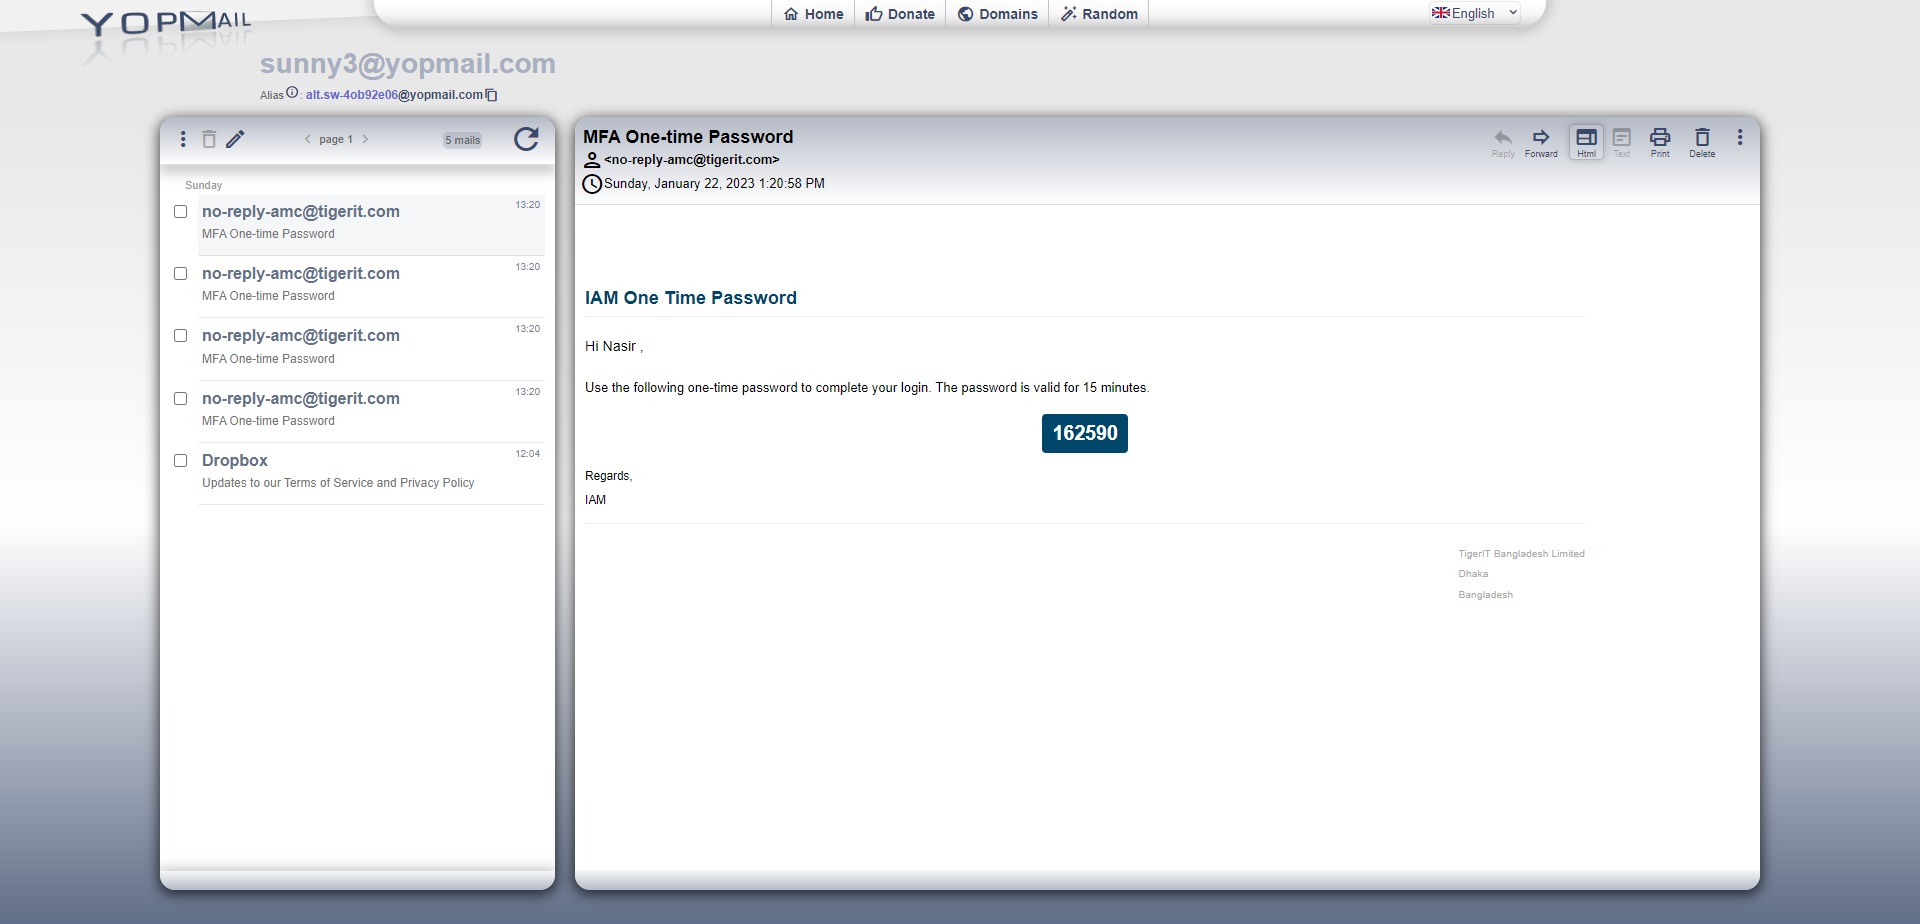 YOPMAIL
Home
Donate
Domains
Random
English
sunny3@yopmail.com
Alias : alt.sw-4ob92e06@yopmail.com
page 1
5 mails
Sunday
no-reply-amc@tigerit.com 13:20
MFA One-time Password
no-reply-amc@tigerit.com 13:20
MFA One-time Password
no-reply-amc@tigerit.com 13:20
MFA One-time Password
no-reply-amc@tigerit.com 13:20
MFA One-time Password
Dropbox 12:04
Updates to our Terms of Service and Privacy Policy
MFA One-time Password
<no-reply-amc@tigerit.com>
Sunday, January 22, 2023 1:20:58 PM
Reply
Forward
Html
Text
Print
Delete
IAM One Time Password
Hi Nasir ,
Use the following one-time password to complete your login. The password is valid for 15 minutes.
162590
Regards,
IAM
TigerIT Bangladesh Limited
Dhaka
Bangladesh